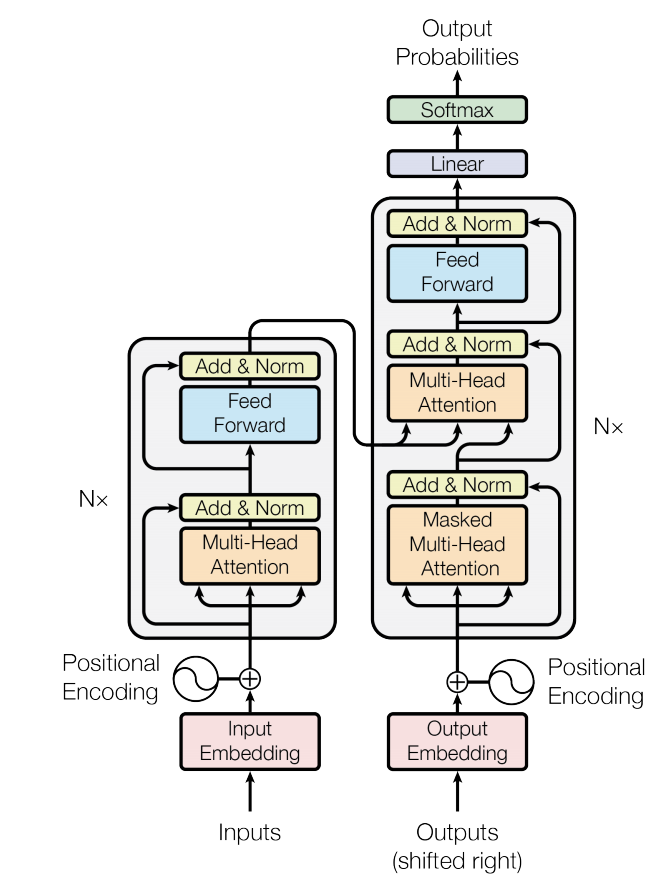 Output
Probabilities
Softmax
Linear
Add & Norm
Feed
Forward
Add & Norm
Multi-Head
Attention
Add & Norm
Masked
Multi-Head
Attention
N×
Add & Norm
Feed
Forward
Add & Norm
Multi-Head
Attention
N×
Positional
Encoding
Positional
Encoding
Input
Embedding
Output
Embedding
Inputs
Outputs
(shifted right)